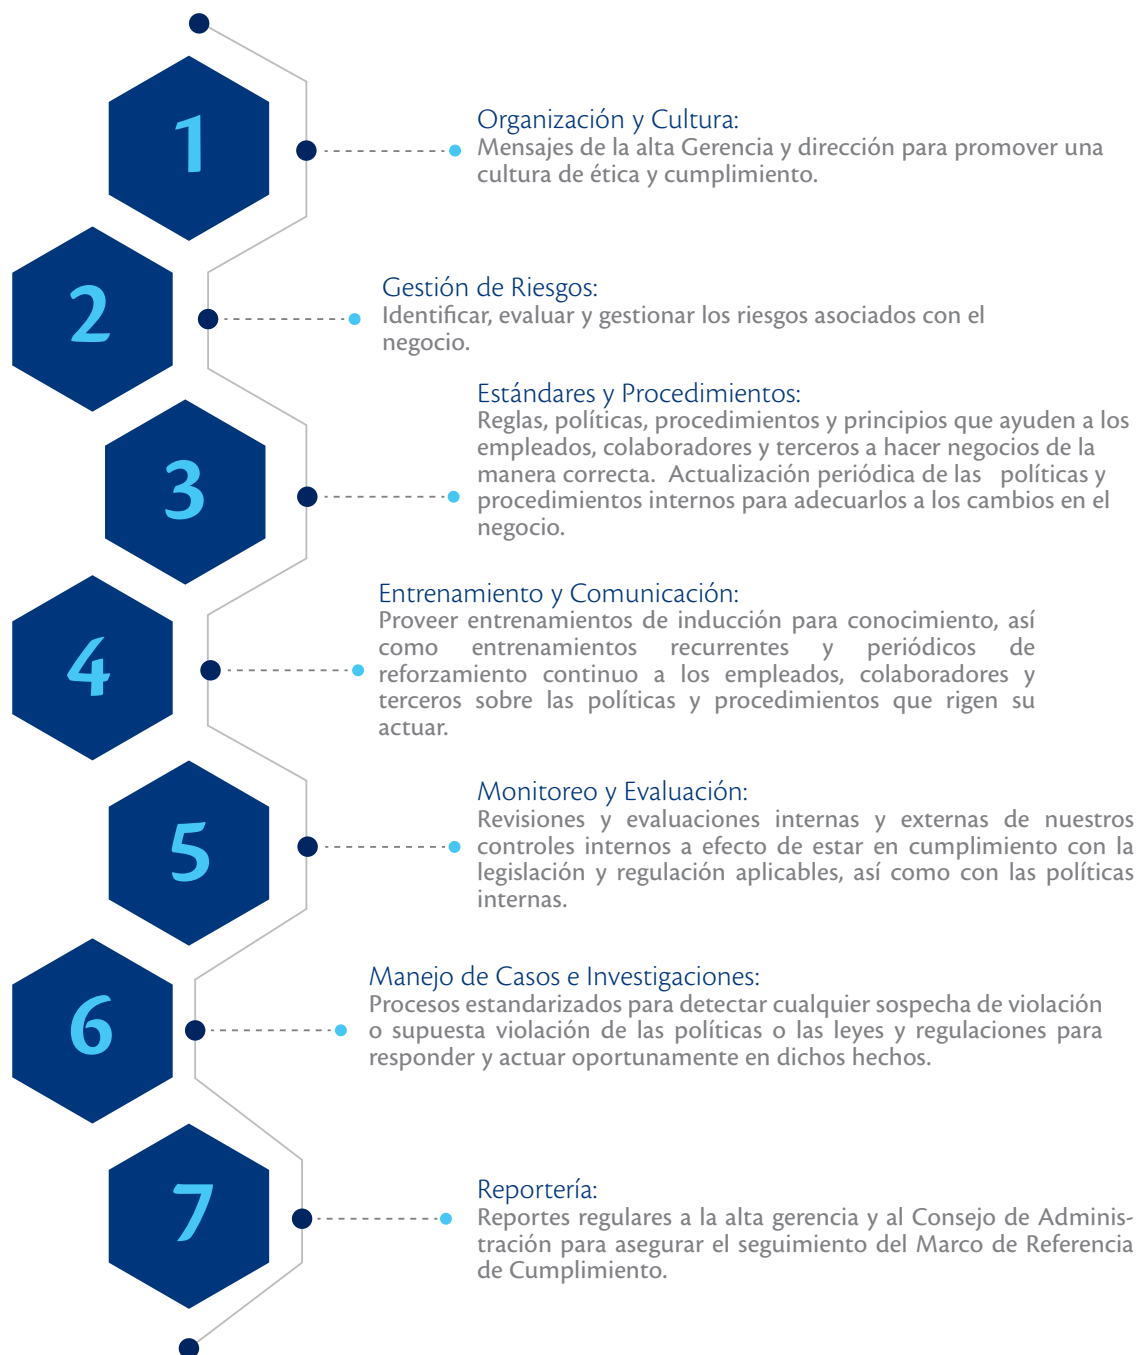 1
Organización y Cultura:
Mensajes de la alta Gerencia y dirección para promover una
cultura de ética y cumplimiento.
2
Gestión de Riesgos:
Identificar, evaluar y gestionar los riesgos asociados con el
negocio.
3
Estándares y Procedimientos:
Reglas, políticas, procedimientos y principios que ayuden a los
empleados, colaboradores y terceros a hacer negocios de la
manera correcta. Actualización periódica de las políticas y
procedimientos internos para adecuarlos a los cambios en el
negocio.
4
Entrenamiento y Comunicación:
Proveer entrenamientos de inducción para conocimiento, así
como entrenamientos recurrentes y periódicos de
reforzamiento continuo a los empleados, colaboradores y
terceros sobre las políticas y procedimientos que rigen su
actuar.
5
Monitoreo y Evaluación:
Revisiones y evaluaciones internas y externas de nuestros
controles internos a efecto de estar en cumplimiento con la
legislación y regulación aplicables, así como con las políticas
internas.
6
Manejo de Casos e Investigaciones:
Procesos estandarizados para detectar cualquier sospecha de violación
o supuesta violación de las políticas o las leyes y regulaciones para
responder y actuar oportunamente en dichos hechos.
7
Reportería:
Reportes regulares a la alta gerencia y al Consejo de Adminis-
tración para asegurar el seguimiento del Marco de Referencia
de Cumplimiento.